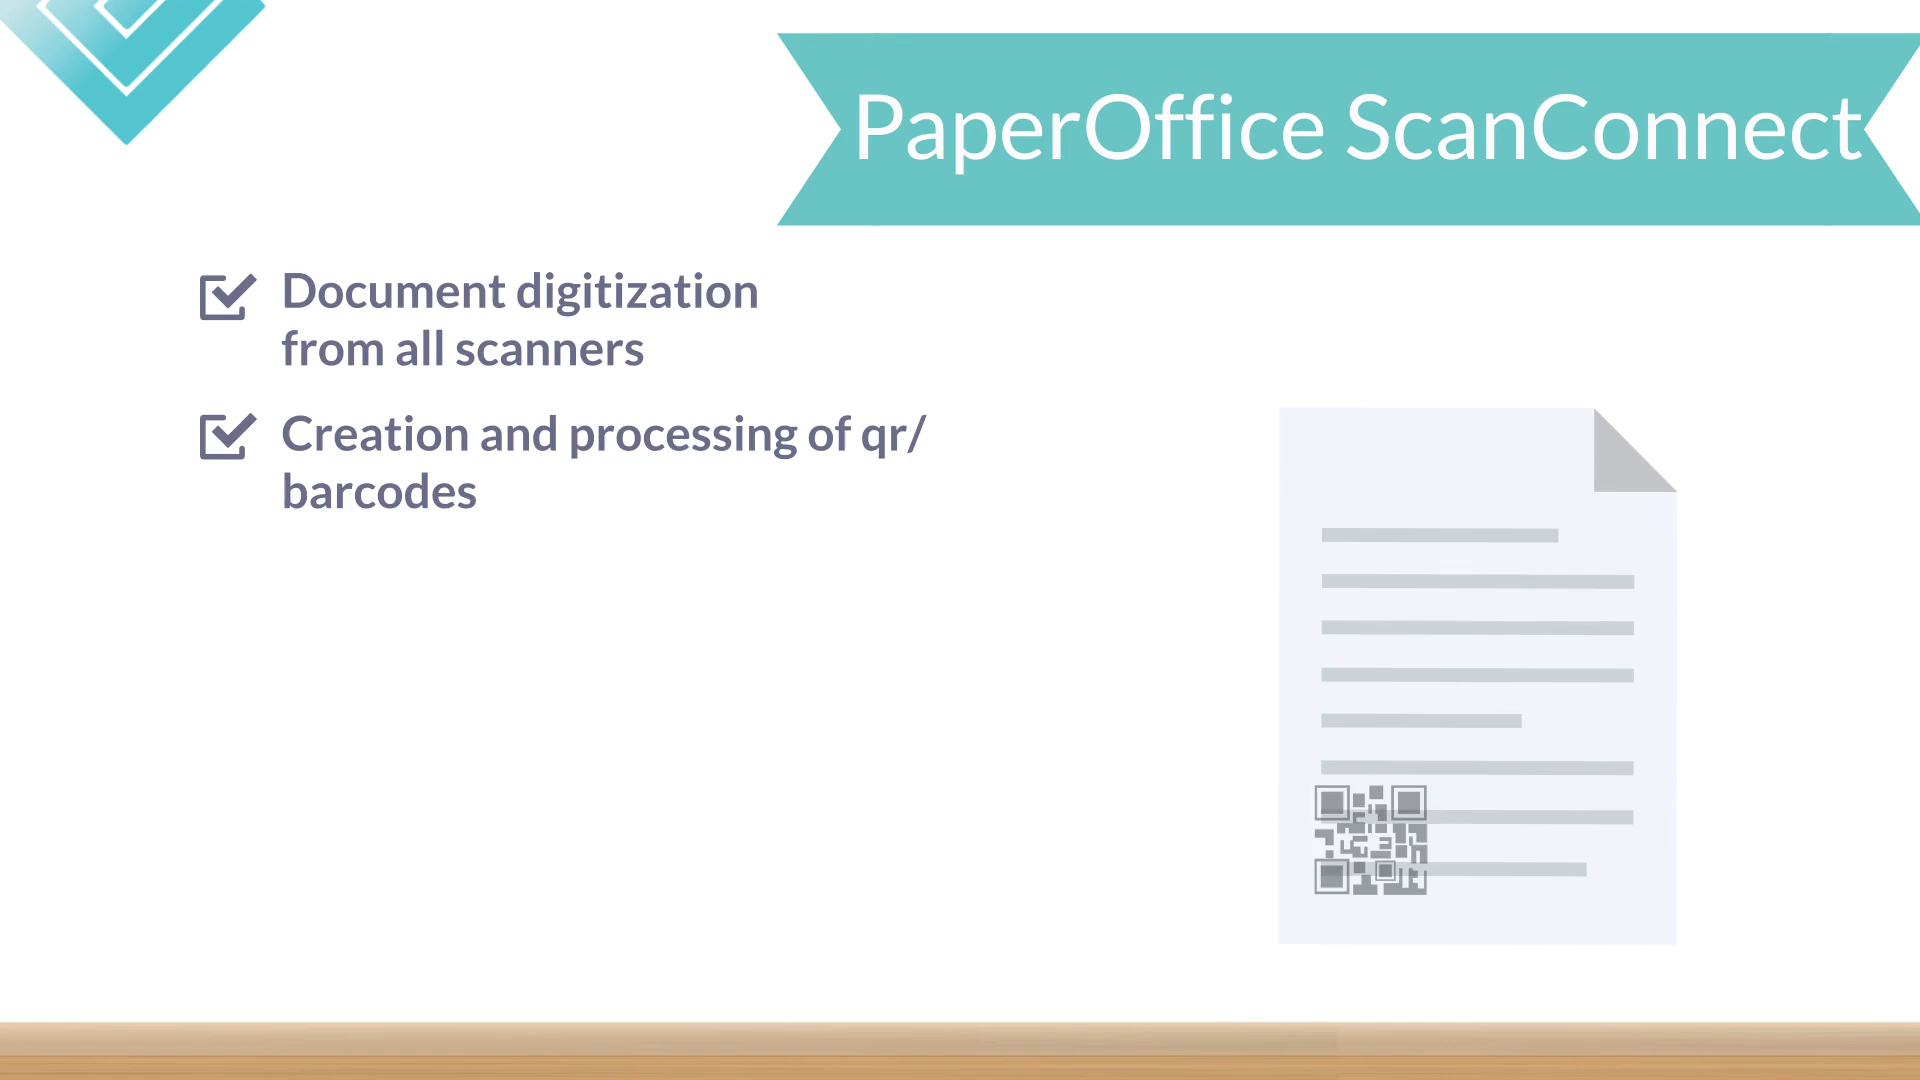 PaperOffice ScanConnect
Document digitization
from all scanners
Creation and processing of qr/
barcodes